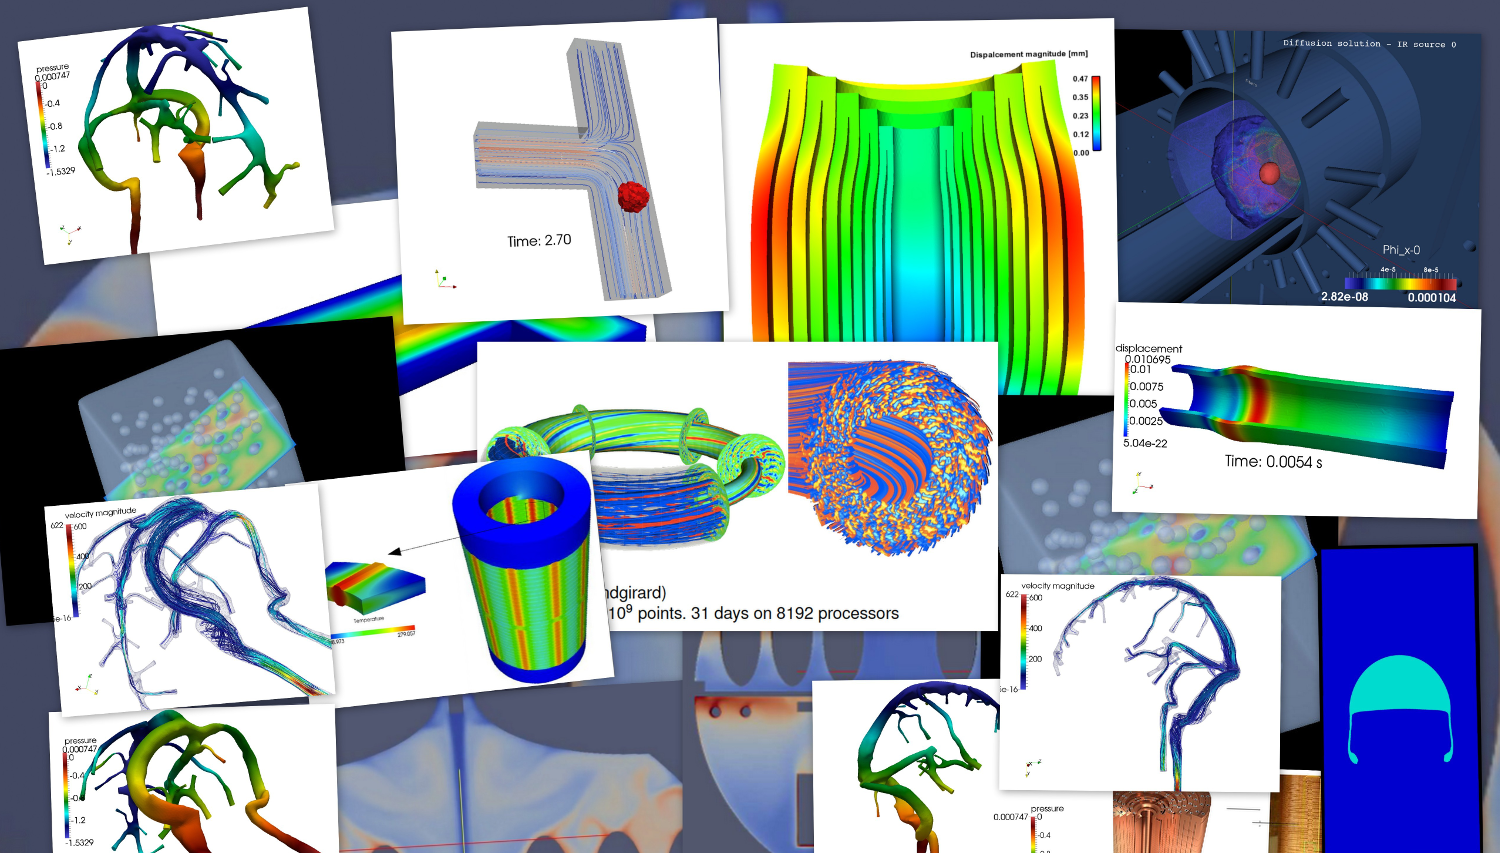 pressure
0.000747
0
-0.4
-0.8
-1.2
-1.5329
Time: 2.70
Dispalcement magnitude [mm]
0.47
0.35
0.23
0.12
0.00
Diffusion solution - IR source 0
Phi_x-0
4e-5 8e-5
2.82e-08 0.000104
displacement
0.010695
0.01
0.0075
0.005
0.0025
5.04e-22
Time: 0.0054 s
velocity magnitude
622 600
400
200
e-16
Temperature
279.057
ndgirard)
10⁹ points. 31 days on 8192 processors
velocity magnitude
622 600
400
200
e-16
pressure
0.000747
0
-0.4
-1.2
-1.5329
pressure
0.000747 0
-0.4